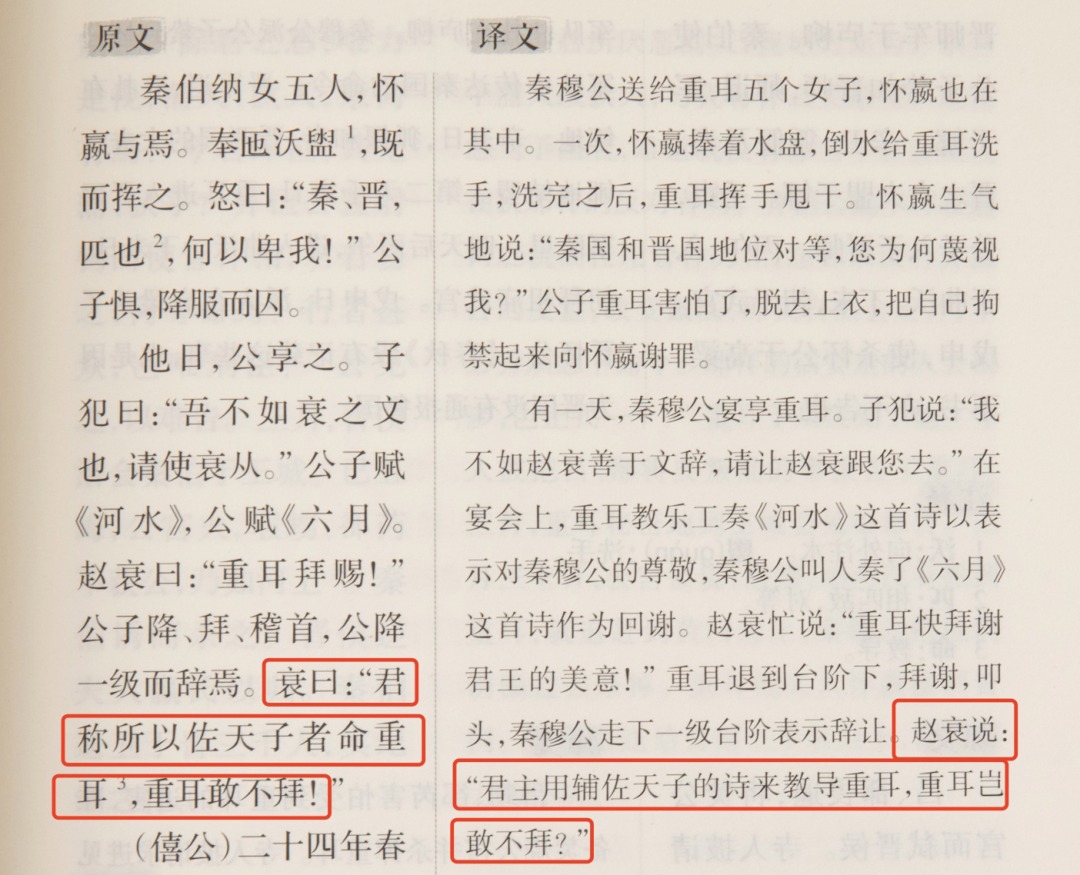 原文
秦伯纳女五人,怀
嬴与焉。奉匜沃盥1,既
而挥之。怒曰:“秦、晋,
匹也2,何以卑我!”公
子惧,降服而囚。
他日,公享之。子
犯曰:“吾不如衰之文
也,请使衰从。”公子赋
《河水》,公赋《六月》。
赵衰曰:“重耳拜赐!”
公子降、拜、稽首,公降
一级而辞焉。衰曰:“君
称所以佐天子者命重
耳3,重耳敢不拜!”
(僖公)二十四年春
译文
秦穆公送给重耳五个女子,怀嬴也在
其中。一次,怀嬴捧着水盘,倒水给重耳洗
手,洗完之后,重耳挥手甩干。怀嬴生气
地说:“秦国和晋国地位对等,您为何蔑视
我?”公子重耳害怕了,脱去上衣,把自己拘
禁起来问怀嬴谢罪。
有一天,秦穆公宴享重耳。子犯说:“我
不如赵衰善于文辞,请让赵衰跟您去。”在
宴会上,重耳教乐工奏《河水》这首诗以表
示对秦穆公的尊敬,秦穆公叫人奏了《六月》
这首诗作为回谢。赵衰忙说:“重耳快拜谢
君王的美意!”重耳退到台阶下,拜谢,叩
头,秦穆公走下一级台阶表示辞让。赵衰说:
“君主用辅佐天子的诗来教导重耳,重耳岂
敢不拜?”